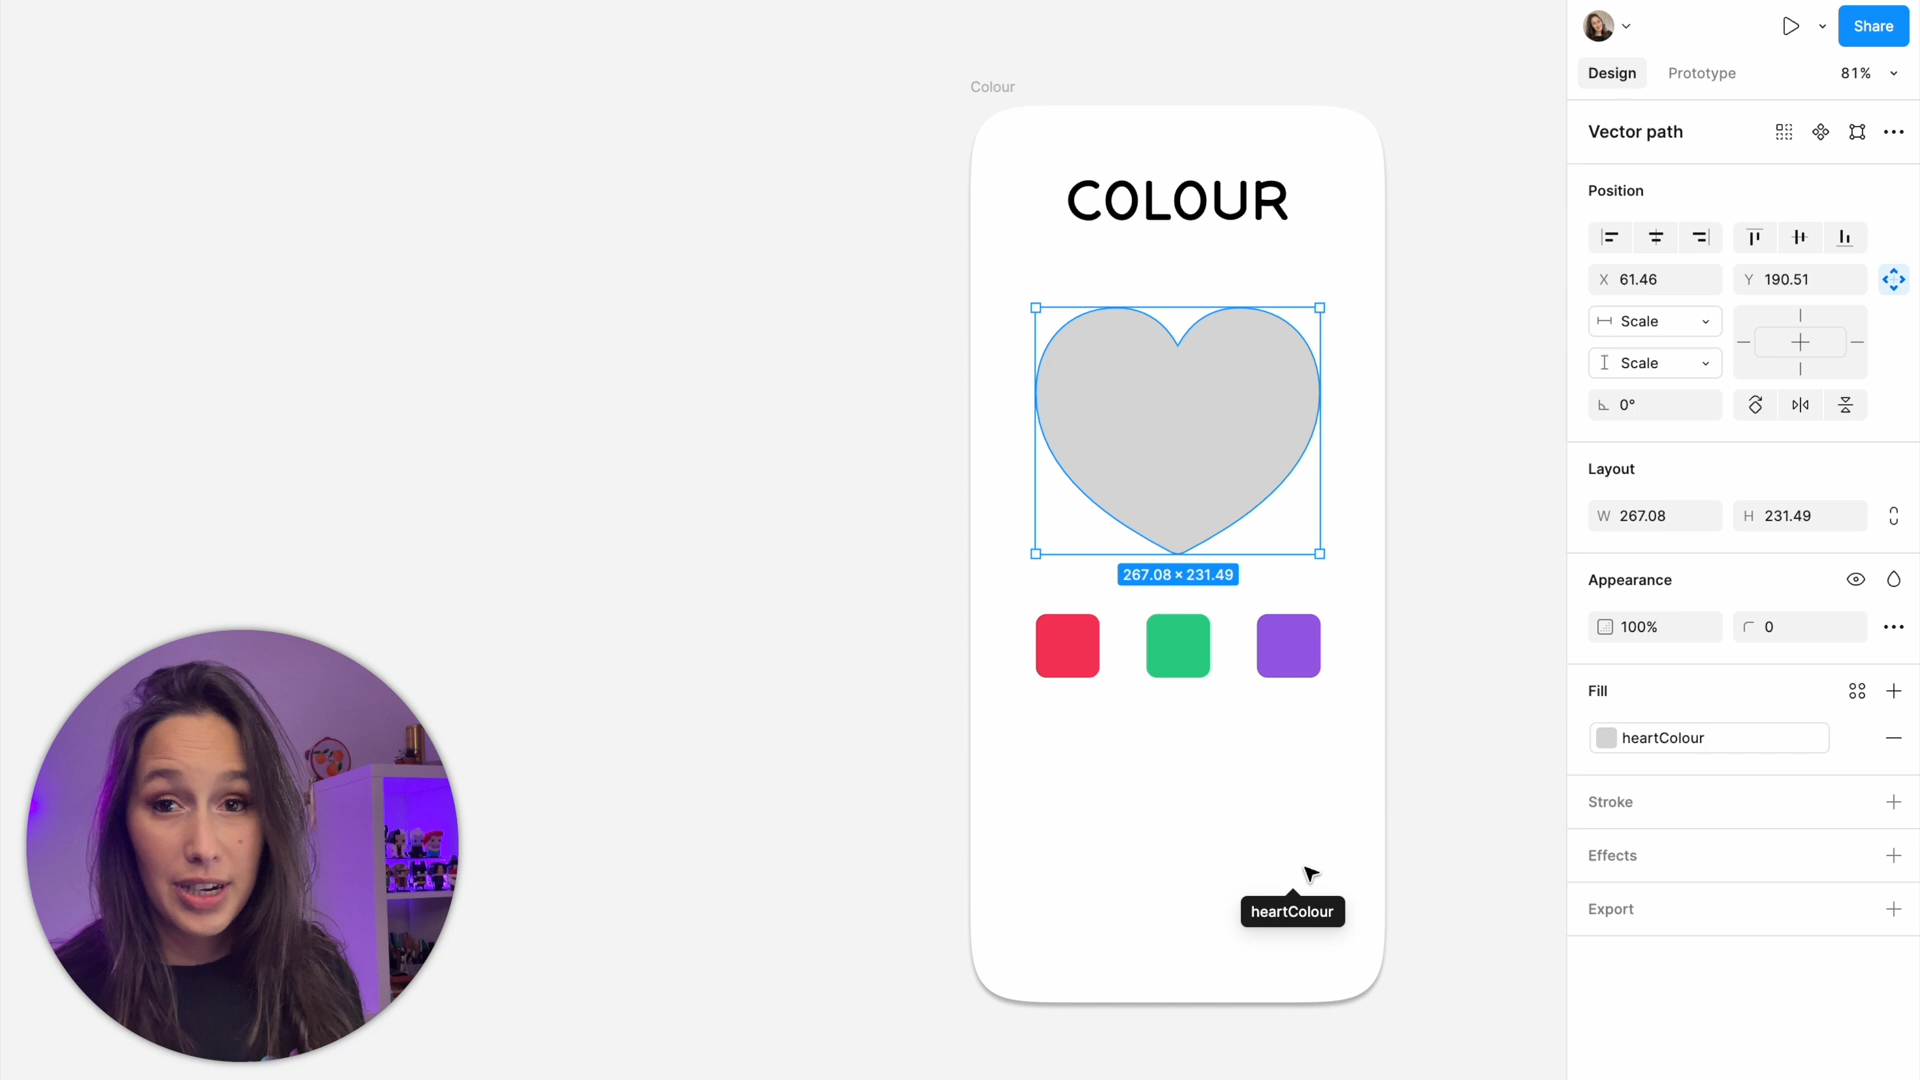 Colour
COLOUR
267.08 × 231.49
heartColour
Share
Design
Prototype
81%
Vector path
Position
X 61.46
Y 190.51
Scale
Scale
0°
Layout
W 267.08
H 231.49
Appearance
100%
0
Fill
heartColour
Stroke
Effects
Export